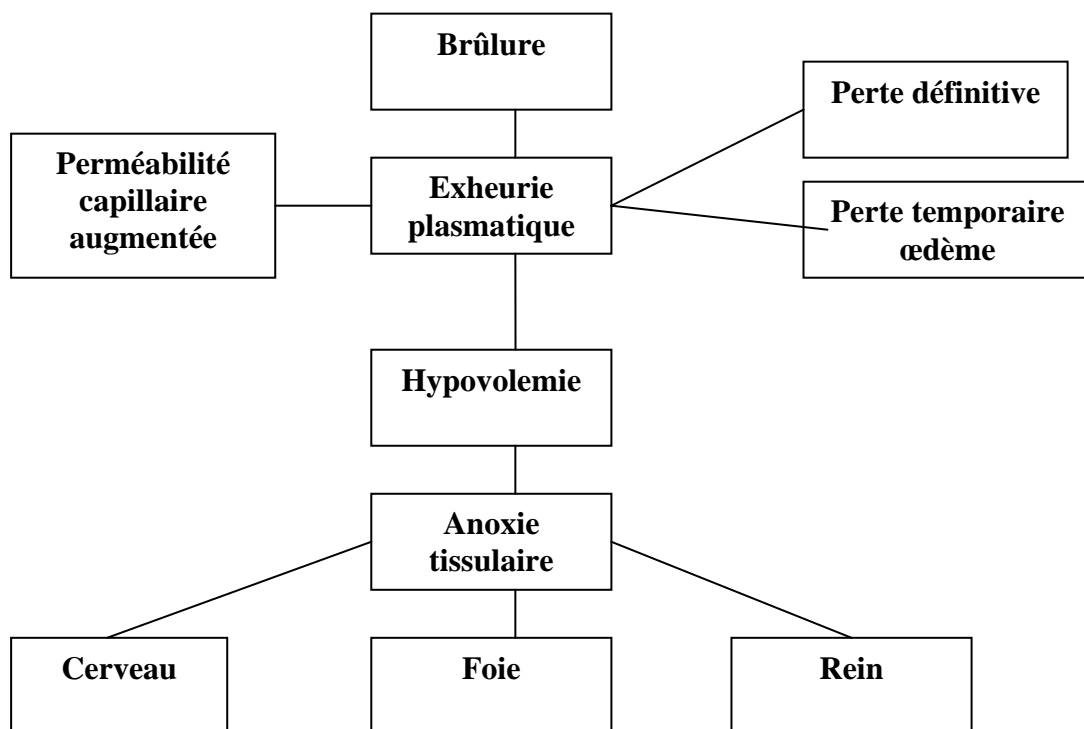 Brûlure
Perte définitive
Perméabilité
capillaire
augmentée
Exheurie
plasmatique
Perte temporaire
œdème
Hypovolemie
Anoxie
tissulaire
Cerveau
Foie
Rein